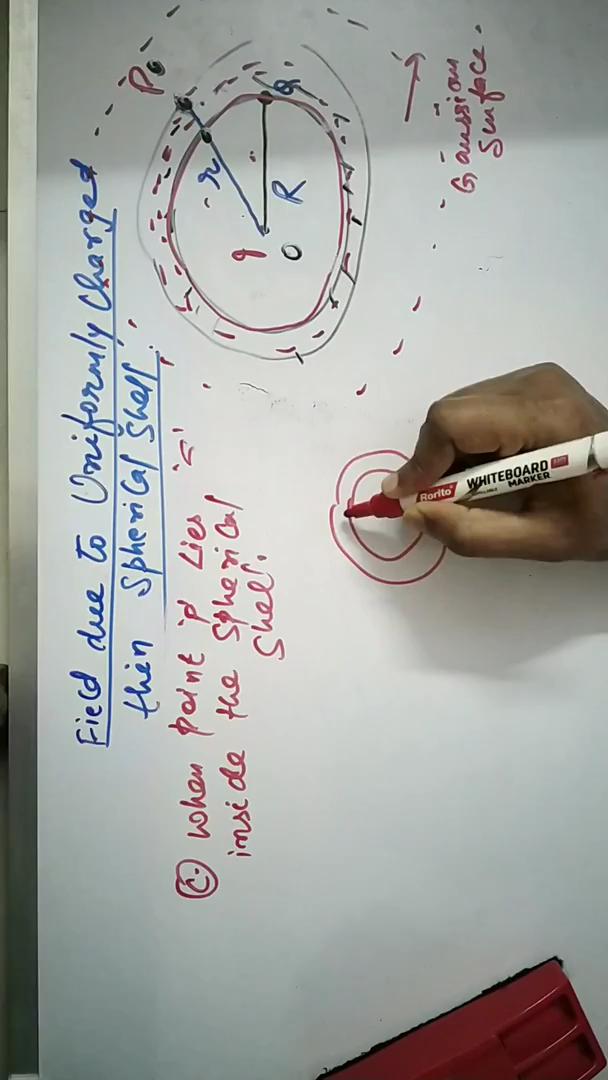 Field due to Uniformly Charged
thin Spherical Shell
(C) When point 'p' Lies
inside the Spherical
Shell.
P
r
R
q
O
Gaussian
Surface.
Rorito
WHITEBOARD
MARKER